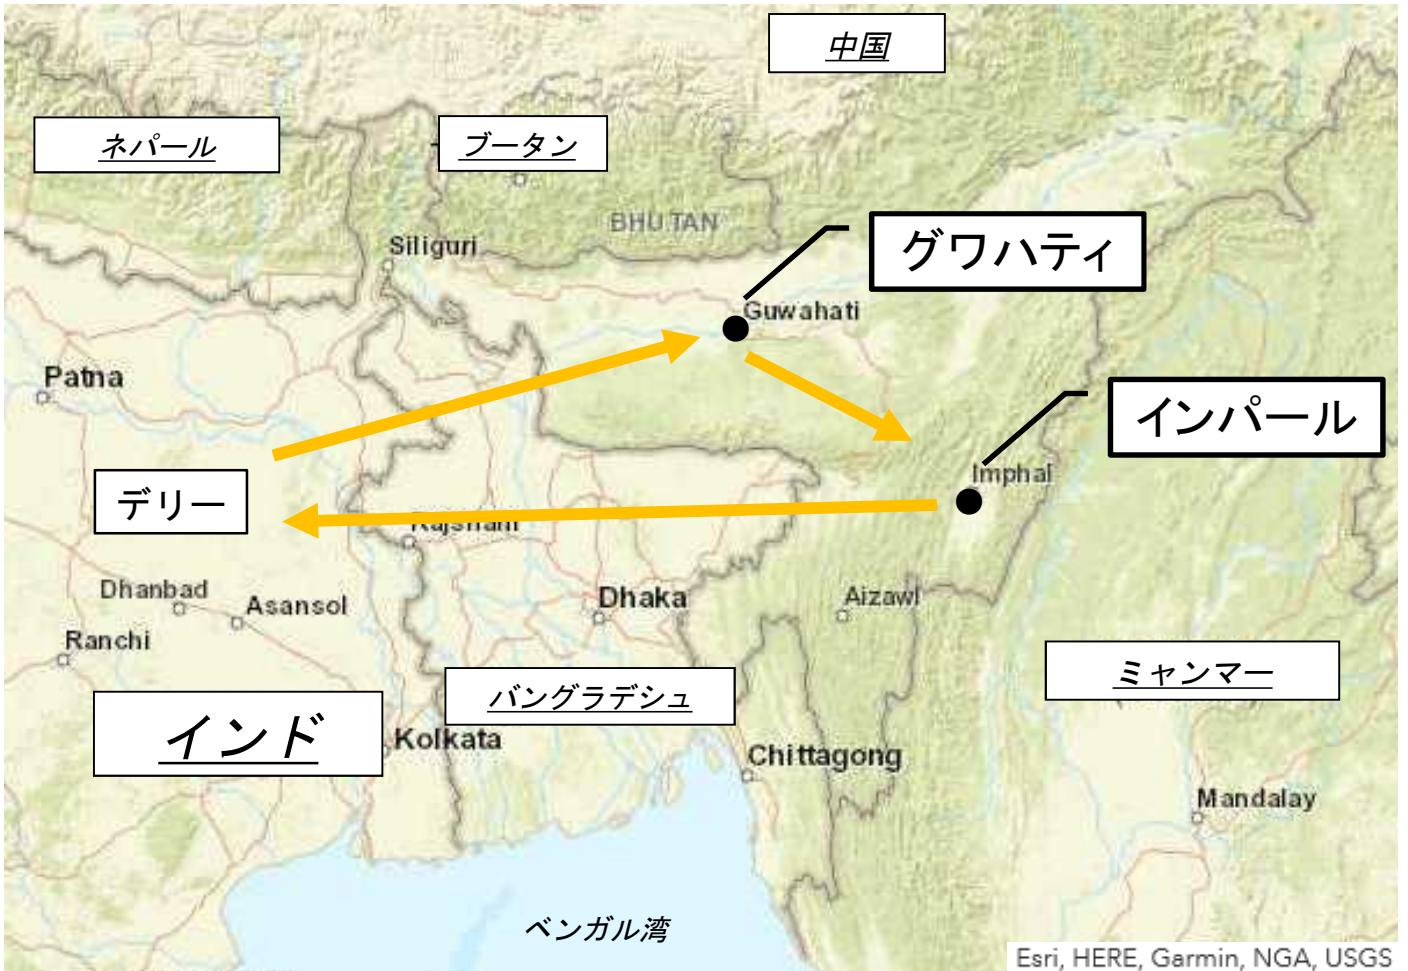 中国
ネパール
ブータン
BHUTAN
グワハティ
Siliguri
Guwahati
Patna
インパール
Imphal
デリー
Rajshahi
Dhanbad
Asansol
Dhaka
Aizawl
Ranchi
バングラデシュ
ミャンマー
インド
Kolkata
Chittagong
Mandalay
ベンガル湾
Esri, HERE, Garmin, NGA, USGS